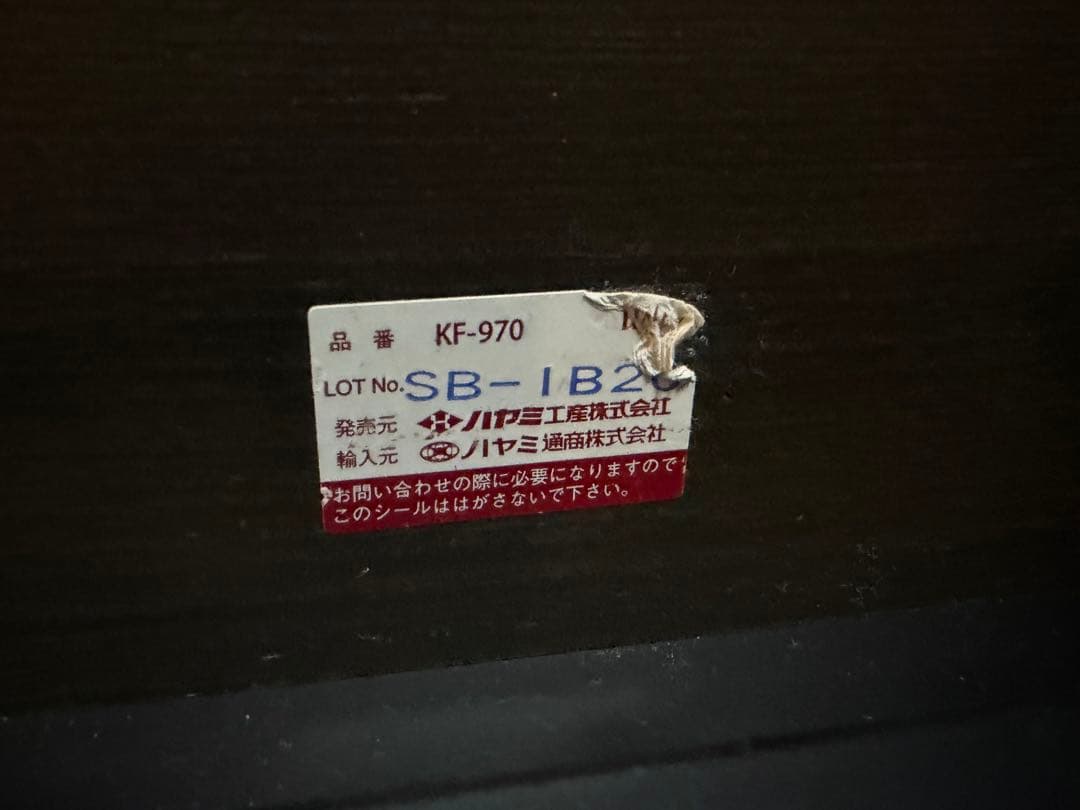 品番 KF-970
LOT No. SB-1B2
発売元 ハヤミ工産株式会社
輸入元 ハヤミ通商株式会社
お問い合わせの際に必要になりますので
このシールははがさないで下さい。